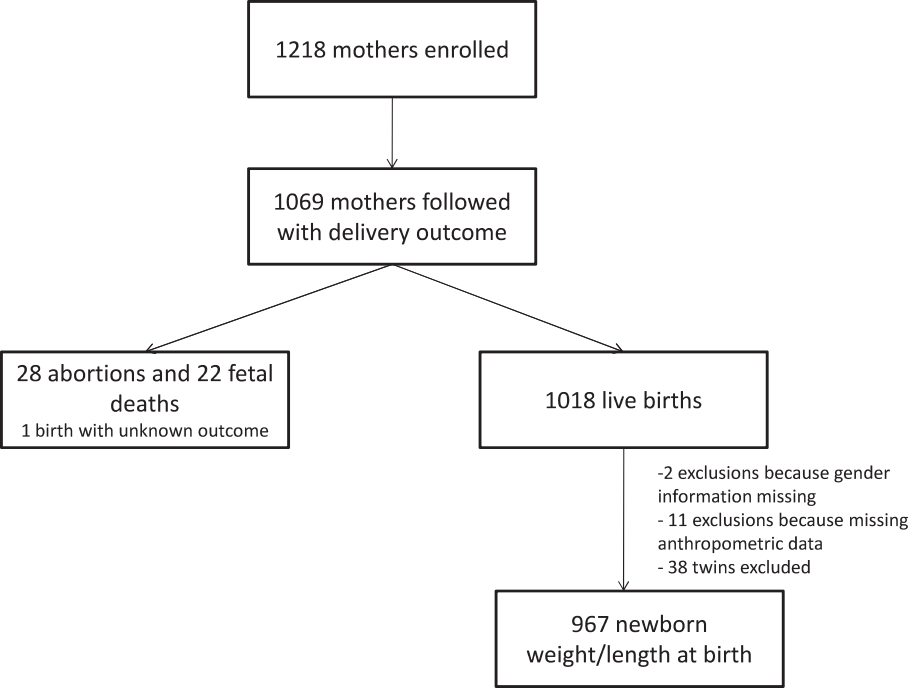 1218 mothers enrolled
1069 mothers followed
with delivery outcome
28 abortions and 22 fetal
deaths
1 birth with unknown outcome
1018 live births
-2 exclusions because gender
information missing
- 11 exclusions because missing
anthropometric data
- 38 twins excluded
967 newborn
weight/length at birth